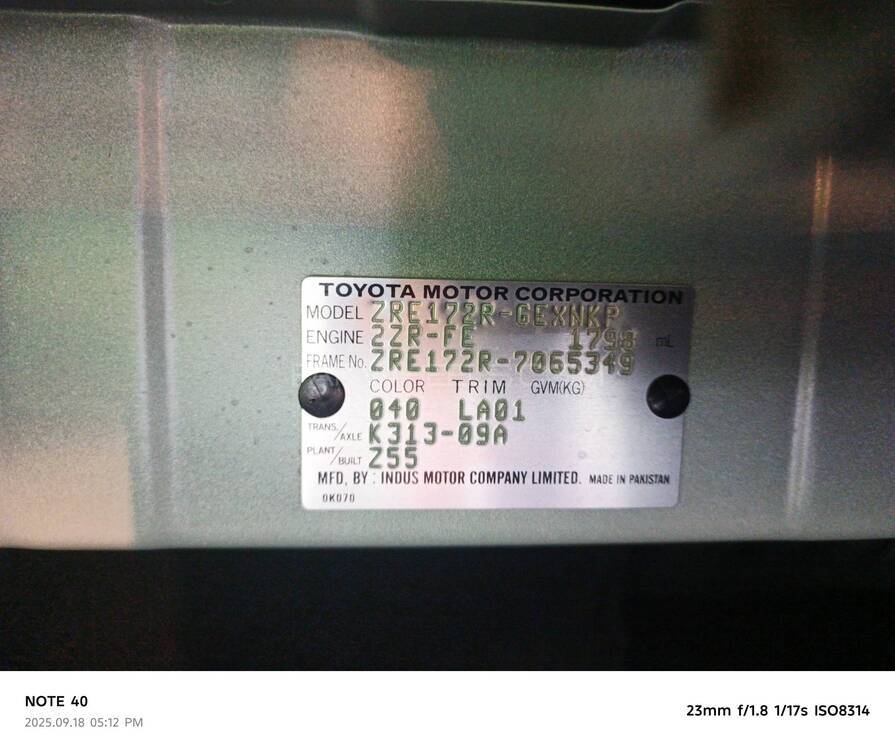 TOYOTA MOTOR CORPORATION
MODEL ZRE172R-GEXNKP
ENGINE 2ZR-FE 1798 mL
FRAME No. ZRE172R-7065349
COLOR TRIM GVM(KG)
040 LA01
TRANS./AXLE K313-09A
PLANT/BUILT Z55
MFD, BY : INDUS MOTOR COMPANY LIMITED. MADE IN PAKISTAN
0K070
NOTE 40
2025.09.18 05:12 PM
23mm f/1.8 1/17s ISO8314